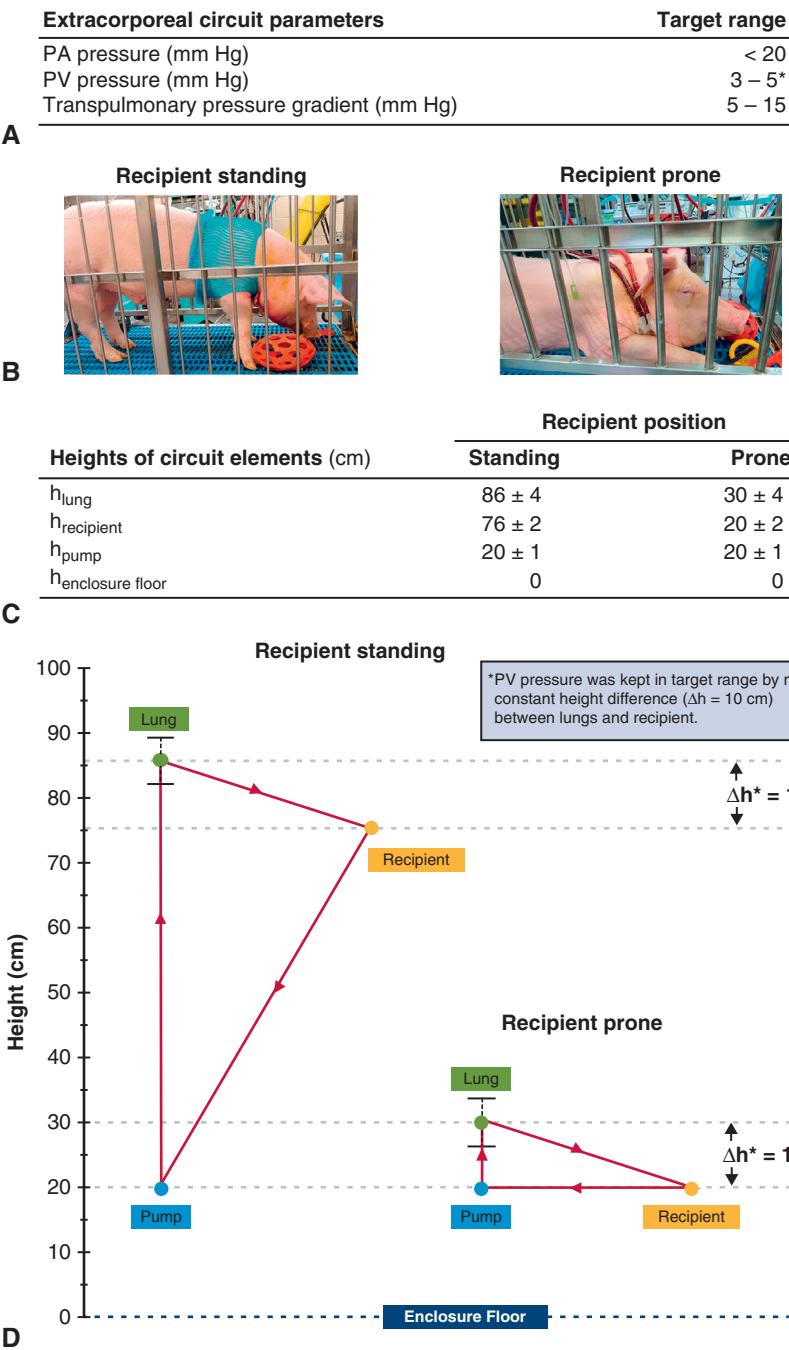 Extracorporeal circuit parameters Target range
PA pressure (mm Hg) < 20
PV pressure (mm Hg) 3 – 5*
Transpulmonary pressure gradient (mm Hg) 5 – 15
A
Recipient standing Recipient prone
B
Recipient position
Heights of circuit elements (cm) Standing Prone
hlung 86 ± 4 30 ± 4
hrecipient 76 ± 2 20 ± 2
hpump 20 ± 1 20 ± 1
henclosure floor 0 0
C
Recipient standing
*PV pressure was kept in target range by
constant height difference (Δh = 10 cm)
between lungs and recipient.
100
90
80
70
60
50
40
30
20
10
0
Height (cm)
Lung
Δh* =
Recipient
Pump
Recipient prone
Lung
Δh* = 1
Pump
Recipient
Enclosure Floor
D